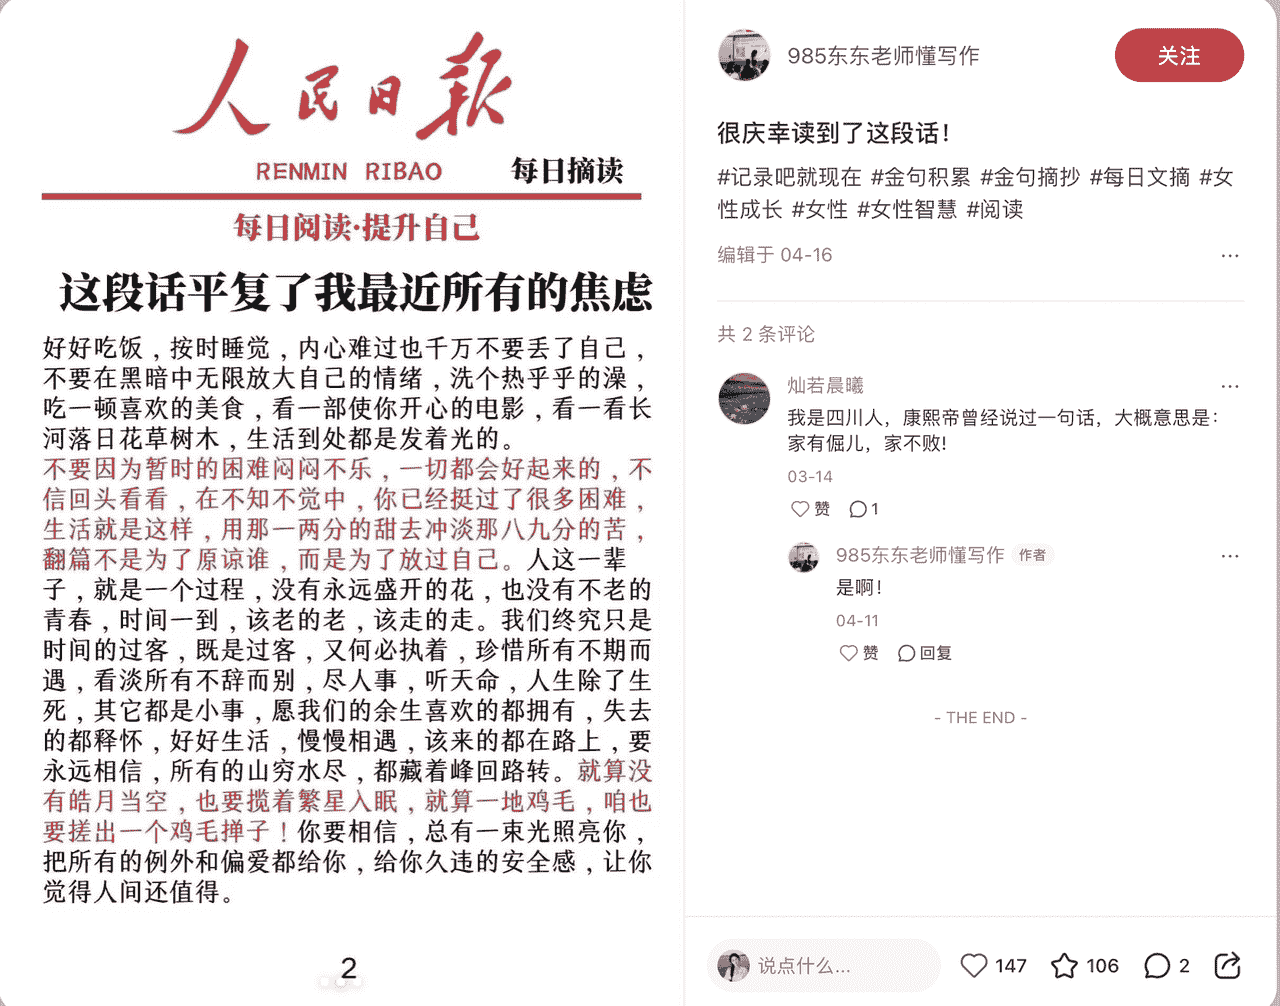 人民日報
RENMIN RIBAO
每日摘读
每日阅读·提升自己
这段话平复了我最近所有的焦虑
好好吃饭，按时睡觉，内心难过也千万不要丢了自己，
不要在黑暗中无限放大自己的情绪，洗个热乎乎的澡，
吃一顿喜欢的美食，看一部使你开心的电影，看一看长
河落日花草树木，生活到处都是发着光的。
不要因为暂时的困难闷闷不乐，一切都会好起来的，不
信回头看看，在不知不觉中，你已经挺过了很多困难，
生活就是这样，用那一两分的甜去冲淡那八九分的苦，
翻篇不是为了原谅谁，而是为了放过自己。人这一辈
子，就是一个过程，没有永远盛开的花，也没有不老的
青春，时间一到，该老的老，该走的走。我们终究只是
时间的过客，既是过客，又何必执着，珍惜所有不期而
遇，看淡所有不辞而别，尽人事，听天命，人生除了生
死，其它都是小事，愿我们的余生喜欢的都拥有，失去
的都释怀，好好生活，慢慢相遇，该来的都在路上，要
永远相信，所有的山穷水尽，都藏着峰回路转。就算没
有皓月当空，也要揽着繁星入眠，就算一地鸡毛，咱也
要搓出一个鸡毛掸子！你要相信，总有一束光照亮你，
把所有的例外和偏爱都给你，给你久违的安全感，让你
觉得人间还值得。
2
985东东老师懂写作
关注
很庆幸读到了这段话！
#记录吧就现在 #金句积累 #金句摘抄 #每日文摘 #女
性成长 #女性 #女性智慧 #阅读
编辑于 04-16
共 2 条评论
灿若晨曦
我是四川人，康熙帝曾经说过一句话，大概意思是：
家有倔儿，家不败！
03-14
赞 1
985东东老师懂写作 作者
是啊！
04-11
赞 回复
- THE END -
说点什么... 147 106 2